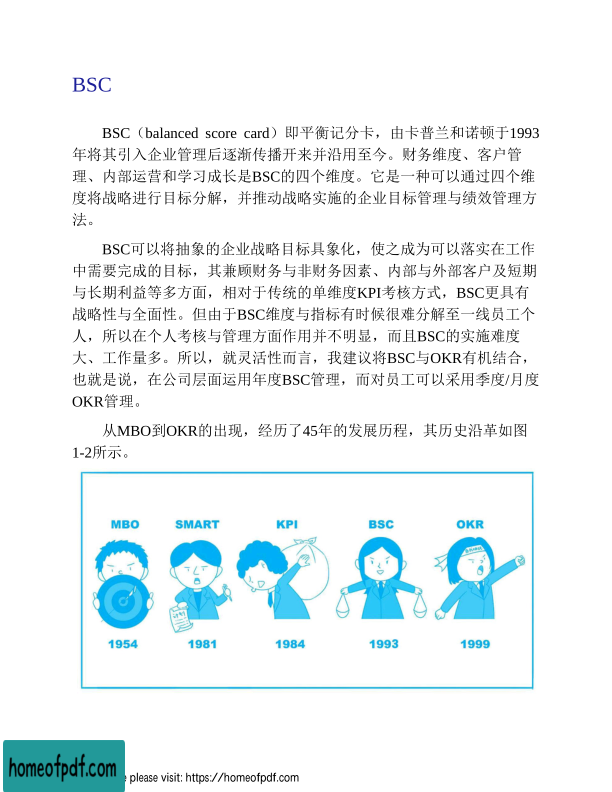 BSC
BSC（balanced score card）即平衡记分卡，由卡普兰和诺顿于1993
年将其引入企业管理后逐渐传播开来并沿用至今。财务维度、客户管
理、内部运营和学习成长是BSC的四个维度。它是一种可以通过四个维
度将战略进行目标分解，并推动战略实施的企业目标管理与绩效管理方
法。
BSC可以将抽象的企业战略目标具象化，使之成为可以落实在工作
中需要完成的目标，其兼顾财务与非财务因素、内部与外部客户及短期
与长期利益等多方面，相对于传统的单维度KPI考核方式，BSC更具有
战略性与全面性。但由于BSC维度与指标有时候很难分解至一线员工个
人，所以在个人考核与管理方面作用并不明显，而且BSC的实施难度
大、工作量多。所以，就灵活性而言，我建议将BSC与OKR有机结合，
也就是说，在公司层面运用年度BSC管理，而对员工可以采用季度/月度
OKR管理。
从MBO到OKR的出现，经历了45年的发展历程，其历史沿革如图
1-2所示。
MBO SMART KPI BSC OKR
计划
1954 1981 1984 1993 1999
homeofpdf.com
e please visit: https://homeofpdf.com